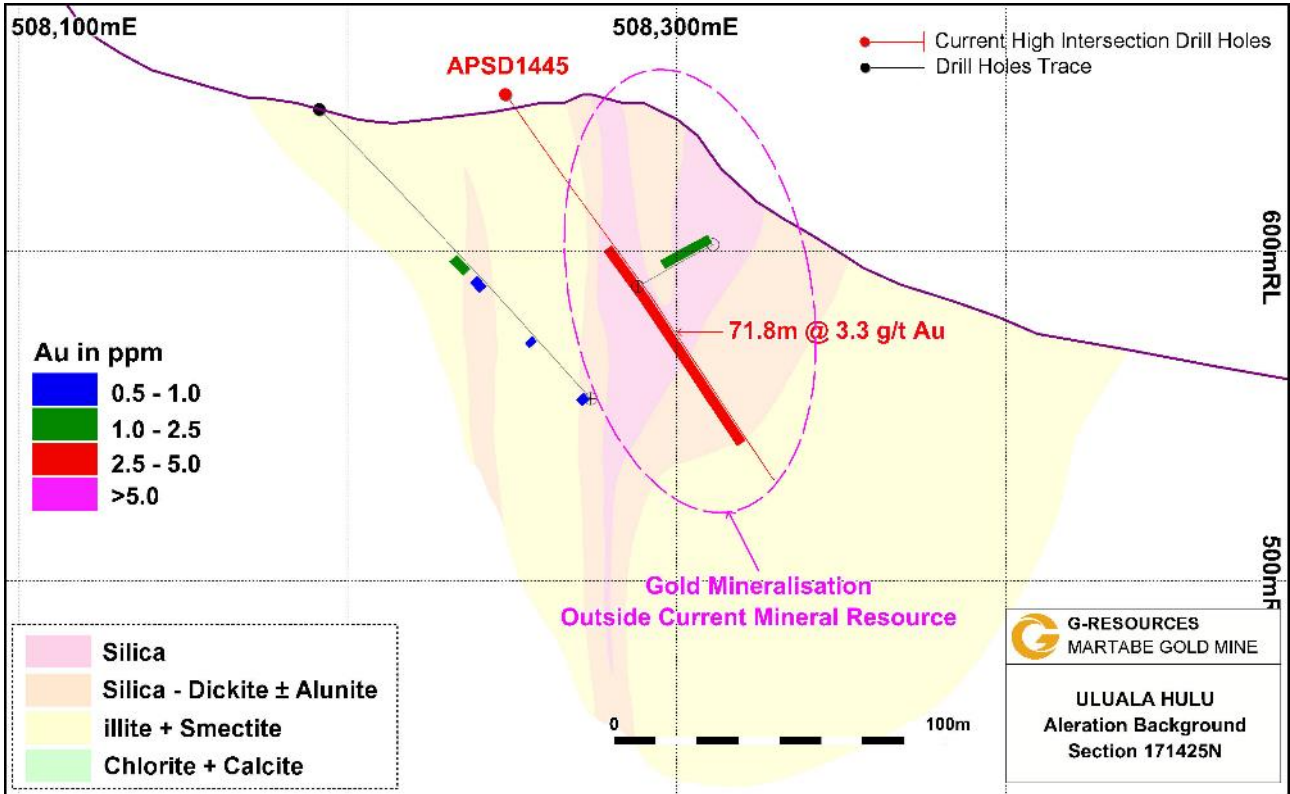 508,100mE
508,300mE
Current High Intersection Drill Holes
Drill Holes Trace
APSD1445
600mRL
71.8m @ 3.3 g/t Au
Au in ppm
0.5 - 1.0
1.0 - 2.5
2.5 - 5.0
>5.0
500mR
Gold Mineralisation
Outside Current Mineral Resource
Silica
Silica - Dickite ± Alunite
illite + Smectite
Chlorite + Calcite
0
100m
G-RESOURCES
MARTABE GOLD MINE
ULUALA HULU
Aleration Background
Section 171425N